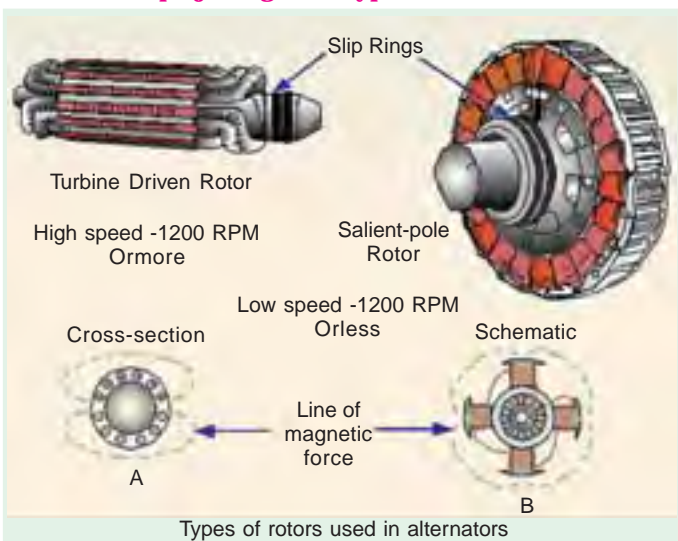 Slip Rings
Turbine Driven Rotor
High speed -1200 RPM
Ormore
Salient-pole
Rotor
Low speed -1200 RPM
Orless
Cross-section
Schematic
Line of
magnetic
force
A
B
Types of rotors used in alternators